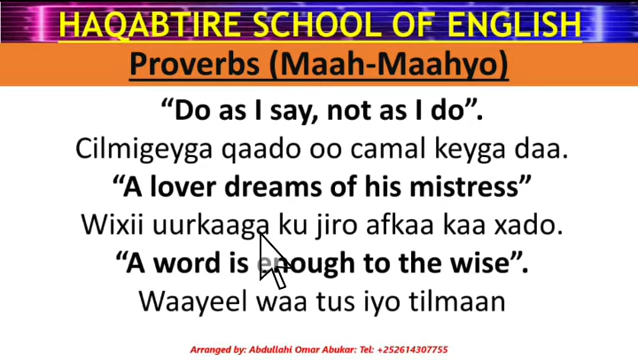 HAQABTIRE SCHOOL OF ENGLISH
Proverbs (Maah-Maahyo)
“Do as I say, not as I do”.
Cilmigeyga qaado oo camal keyga daa.
“A lover dreams of his mistress”
Wixii uurkaaga ku jiro afkaa kaa xado.
“A word is enough to the wise”.
Waayeel waa tus iyo tilmaan
Arranged by: Abdullahi Omar Abukar: Tel: +252614307755